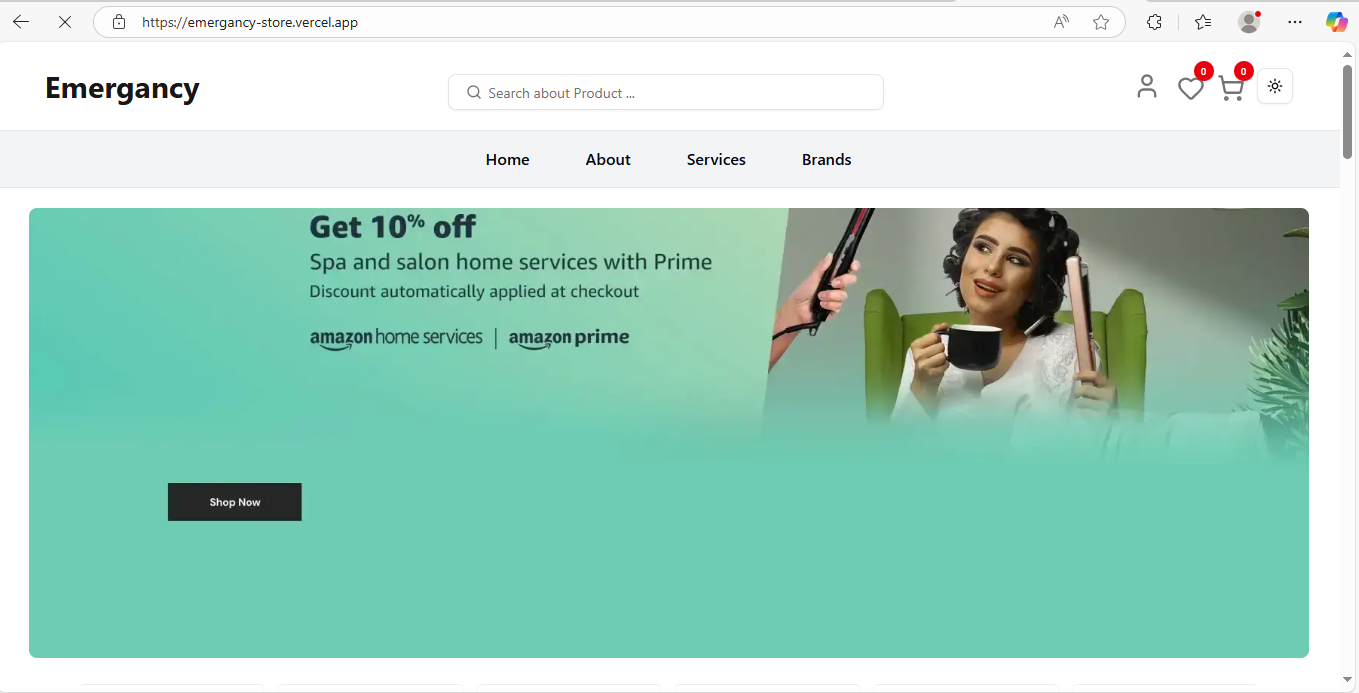 https://emergancy-store.vercel.app
Emergancy
Search about Product ...
0
0
Home
About
Services
Brands
Get 10% off
Spa and salon home services with Prime
Discount automatically applied at checkout
amazon home services | amazon prime
Shop Now